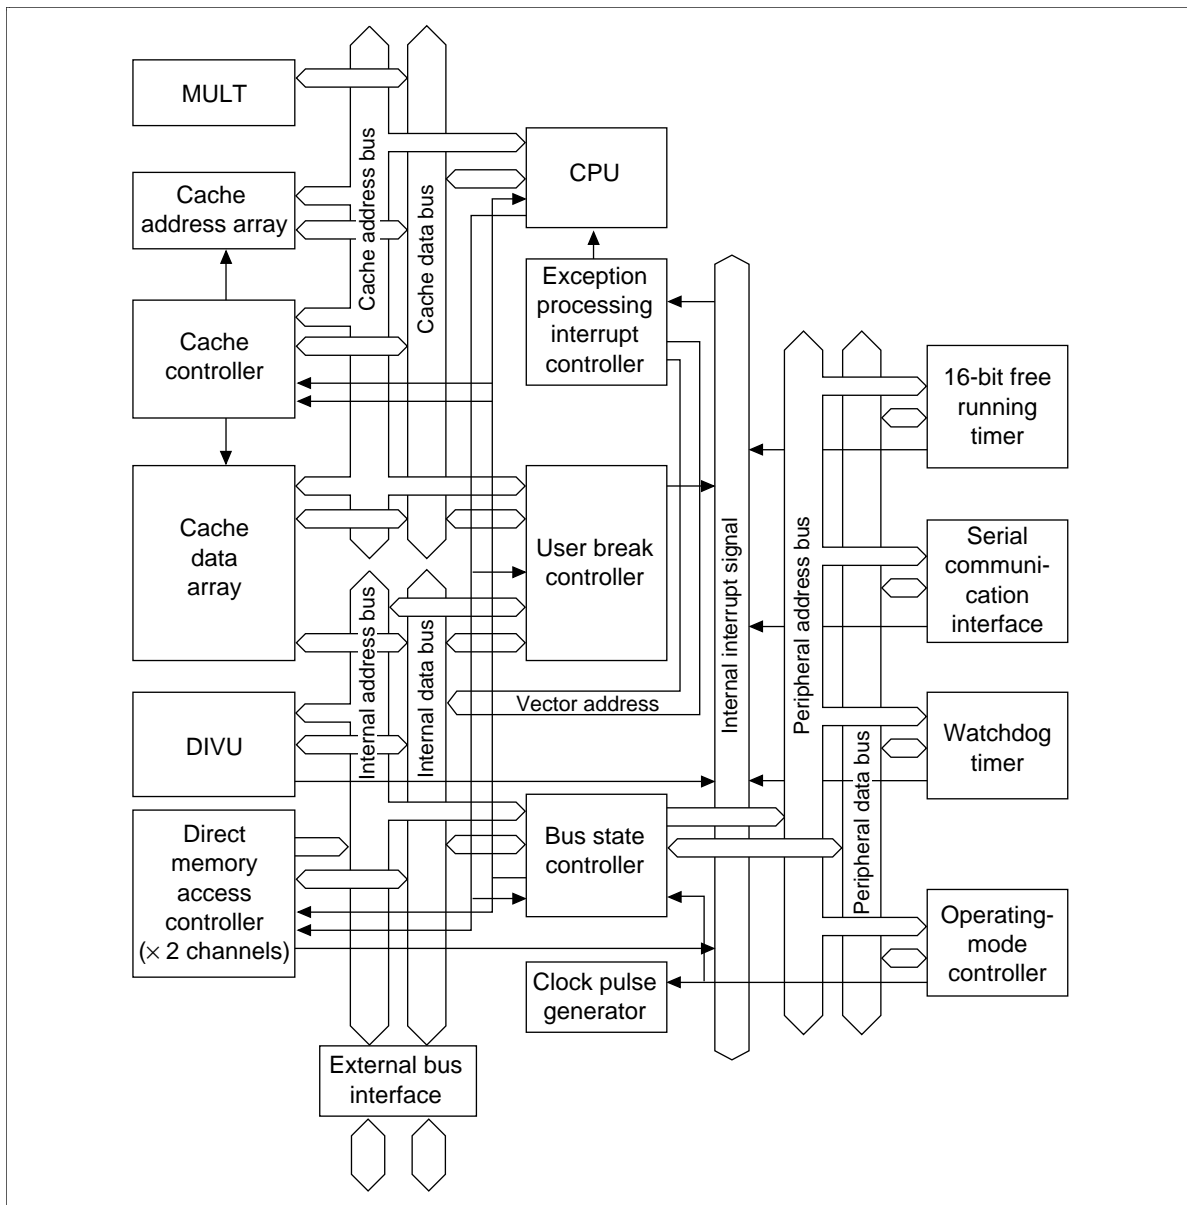 MULT
Cache
address array
Cache
controller
Cache
data
array
DIVU
Direct
memory
access
controller
(× 2 channels)
Cache address bus
Cache data bus
Internal address bus
Internal data bus
CPU
Exception
processing
interrupt
controller
User break
controller
Vector address
Bus state
controller
Clock pulse
generator
External bus
interface
Internal interrupt signal
Peripheral address bus
Peripheral data bus
16-bit free
running
timer
Serial
communi-
cation
interface
Watchdog
timer
Operating-
mode
controller